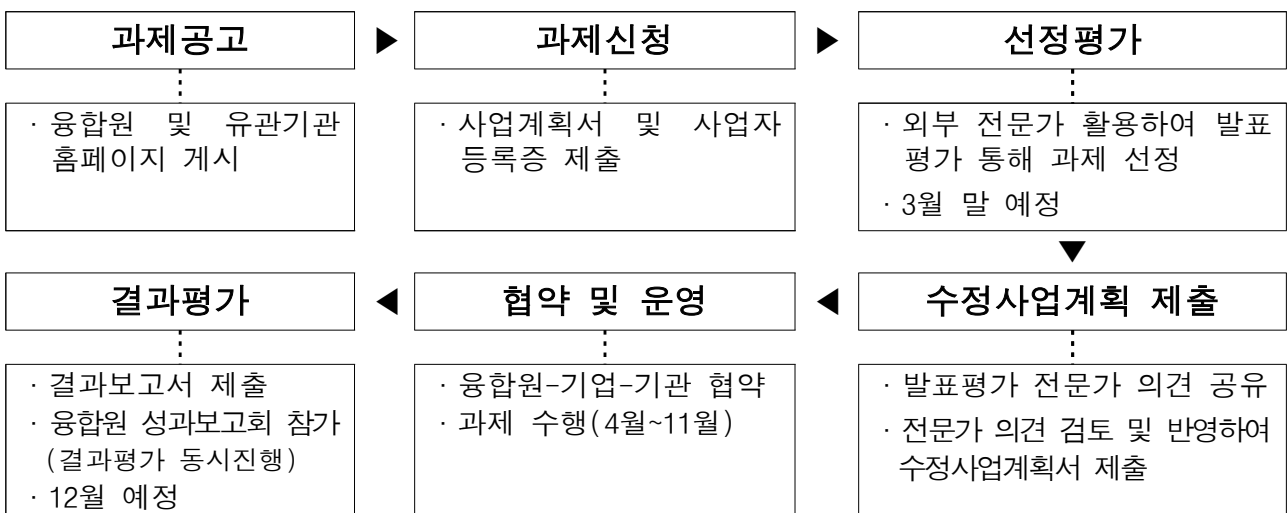 과제공고 ▶ 과제신청 ▶ 선정평가
· 융합원 및 유관기관
홈페이지 게시
· 사업계획서 및 사업자
등록증 제출
· 외부 전문가 활용하여 발표
평가 통해 과제 선정
· 3월 말 예정
▼
수정사업계획 제출
· 발표평가 전문가 의견 공유
· 전문가 의견 검토 및 반영하여
수정사업계획서 제출
◀
협약 및 운영
· 융합원-기업-기관 협약
· 과제 수행(4월~11월)
◀
결과평가
· 결과보고서 제출
· 융합원 성과보고회 참가
(결과평가 동시진행)
· 12월 예정